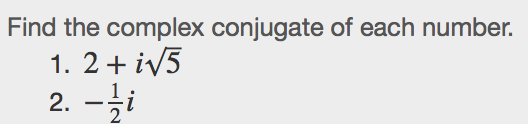 Find the complex conjugate of each number.
1. 2 + i√5
2. −½i